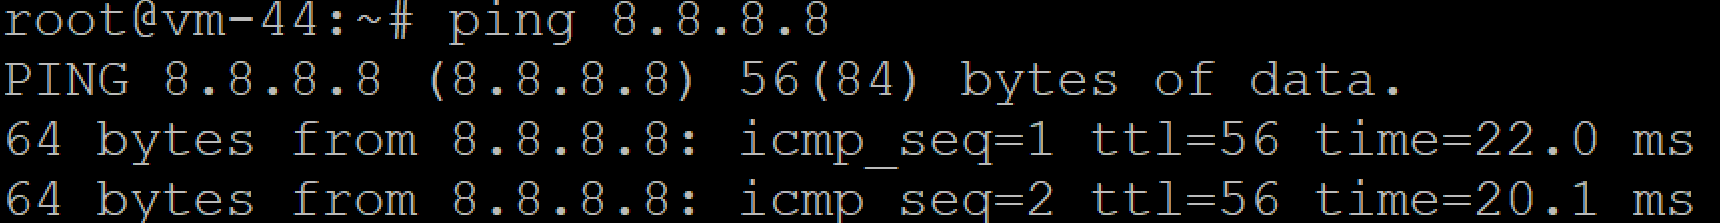 root@vm-44:~# ping 8.8.8.8
PING 8.8.8.8 (8.8.8.8) 56(84) bytes of data.
64 bytes from 8.8.8.8: icmp_seq=1 ttl=56 time=22.0 ms
64 bytes from 8.8.8.8: icmp seq=2 ttl=56 time=20.1 ms